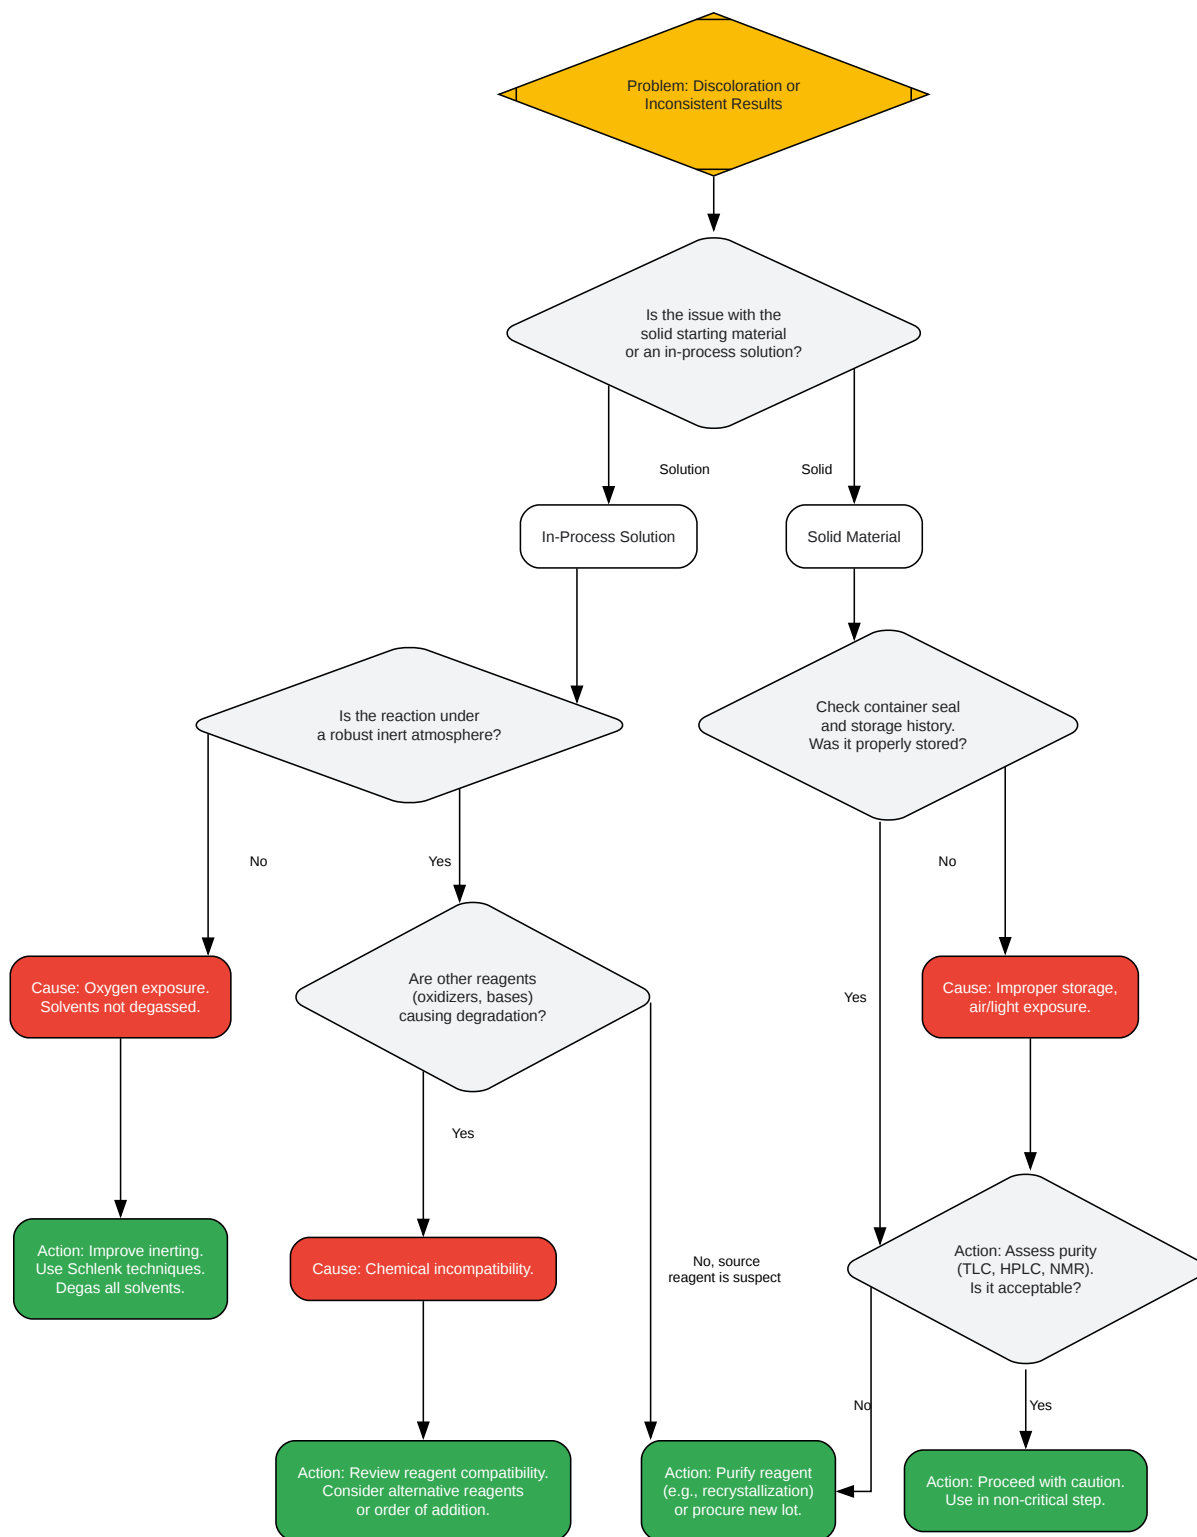 Problem: Discoloration or
Inconsistent Results
Is the issue with the
solid starting material
or an in-process solution?
Solution
Solid
In-Process Solution
Solid Material
Is the reaction under
a robust inert atmosphere?
Check container seal
and storage history.
Was it properly stored?
No
Yes
No
Are other reagents
(oxidizers, bases)
causing degradation?
Cause: Oxygen exposure.
Solvents not degassed.
Yes
Cause: Improper storage,
air/light exposure.
Yes
Action: Improve inerting.
Use Schlenk techniques.
Degas all solvents.
Cause: Chemical incompatibility.
No, source
reagent is suspect
Action: Assess purity
(TLC, HPLC, NMR).
Is it acceptable?
No
Yes
Action: Review reagent compatibility.
Consider alternative reagents
or order of addition.
Action: Purify reagent
(e.g., recrystallization)
or procure new lot.
Action: Proceed with caution.
Use in non-critical step.